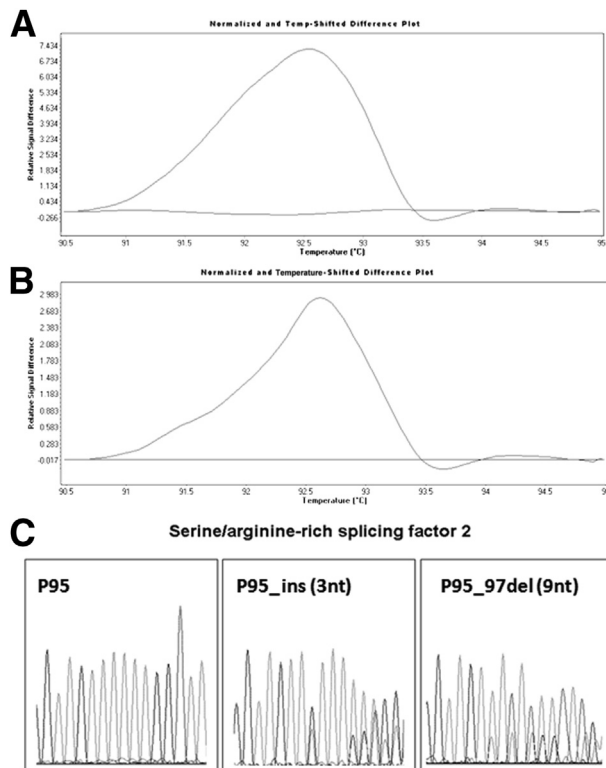 A
Normalized and Temp-Shifted Difference Plot
Relative Signal Difference
7.434
6.734
6.034
5.334
4.634
3.934
3.234
2.534
1.834
1.134
0.434
-0.266
90.5 91 91.5 92 92.5 93 93.5 94 94.5 95
Temperature [°C]
B
Normalized and Temperature-Shifted Difference Plot
Relative Signal Difference
2.983
2.683
2.383
2.083
1.783
1.483
1.183
0.883
0.583
0.283
-0.017
90.5 91 91.5 92 92.5 93 93.5 94 94.5 9
Temperature [°C]
C
Serine/arginine-rich splicing factor 2
P95 P95_ins (3nt) P95_97del (9nt)